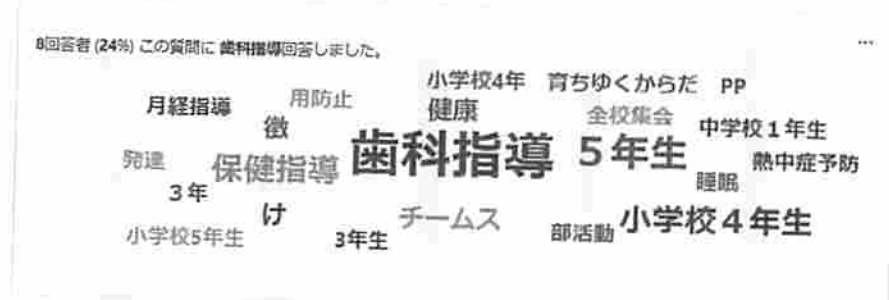 8回答者 (24%) この質問に 歯科指導回答しました。
...
小学校4年 育ちゆくからだ PP
月経指導 用防止 健康 全校集会
徴 中学校１年生
歯科指導 ５年生
発達 保健指導 熱中症予防
睡眠
３年
け チームス 小学校４年生
小学校5年生 3年生 部活動